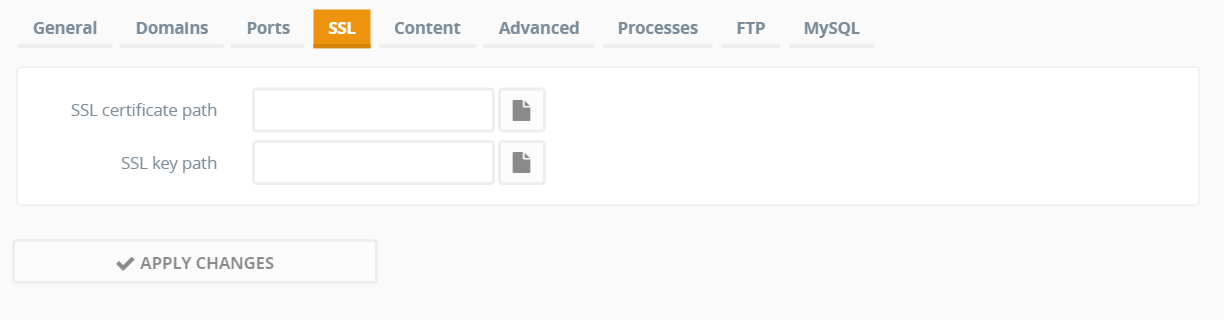 General Domains Ports SSL Content Advanced Processes FTP MySQL
SSL certificate path
SSL key path
APPLY CHANGES